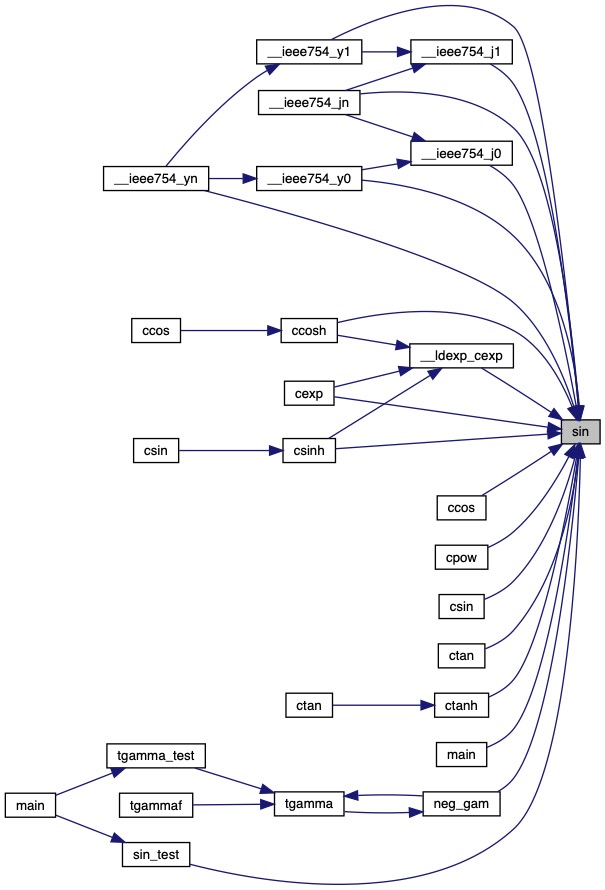 __ieee754_y1
__ieee754_j1
__ieee754_jn
__ieee754_j0
__ieee754_yn
__ieee754_y0
ccos
ccosh
__ldexp_cexp
cexp
sin
csin
csinh
ccos
cpow
csin
ctan
ctan
ctanh
main
tgamma_test
main
tgammaf
tgamma
neg_gam
sin_test